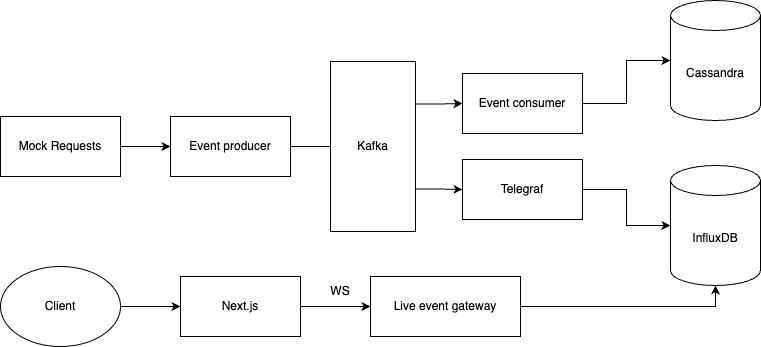 Cassandra
Event consumer
Mock Requests
Event producer
Kafka
Telegraf
InfluxDB
WS
Client
Next.js
Live event gateway